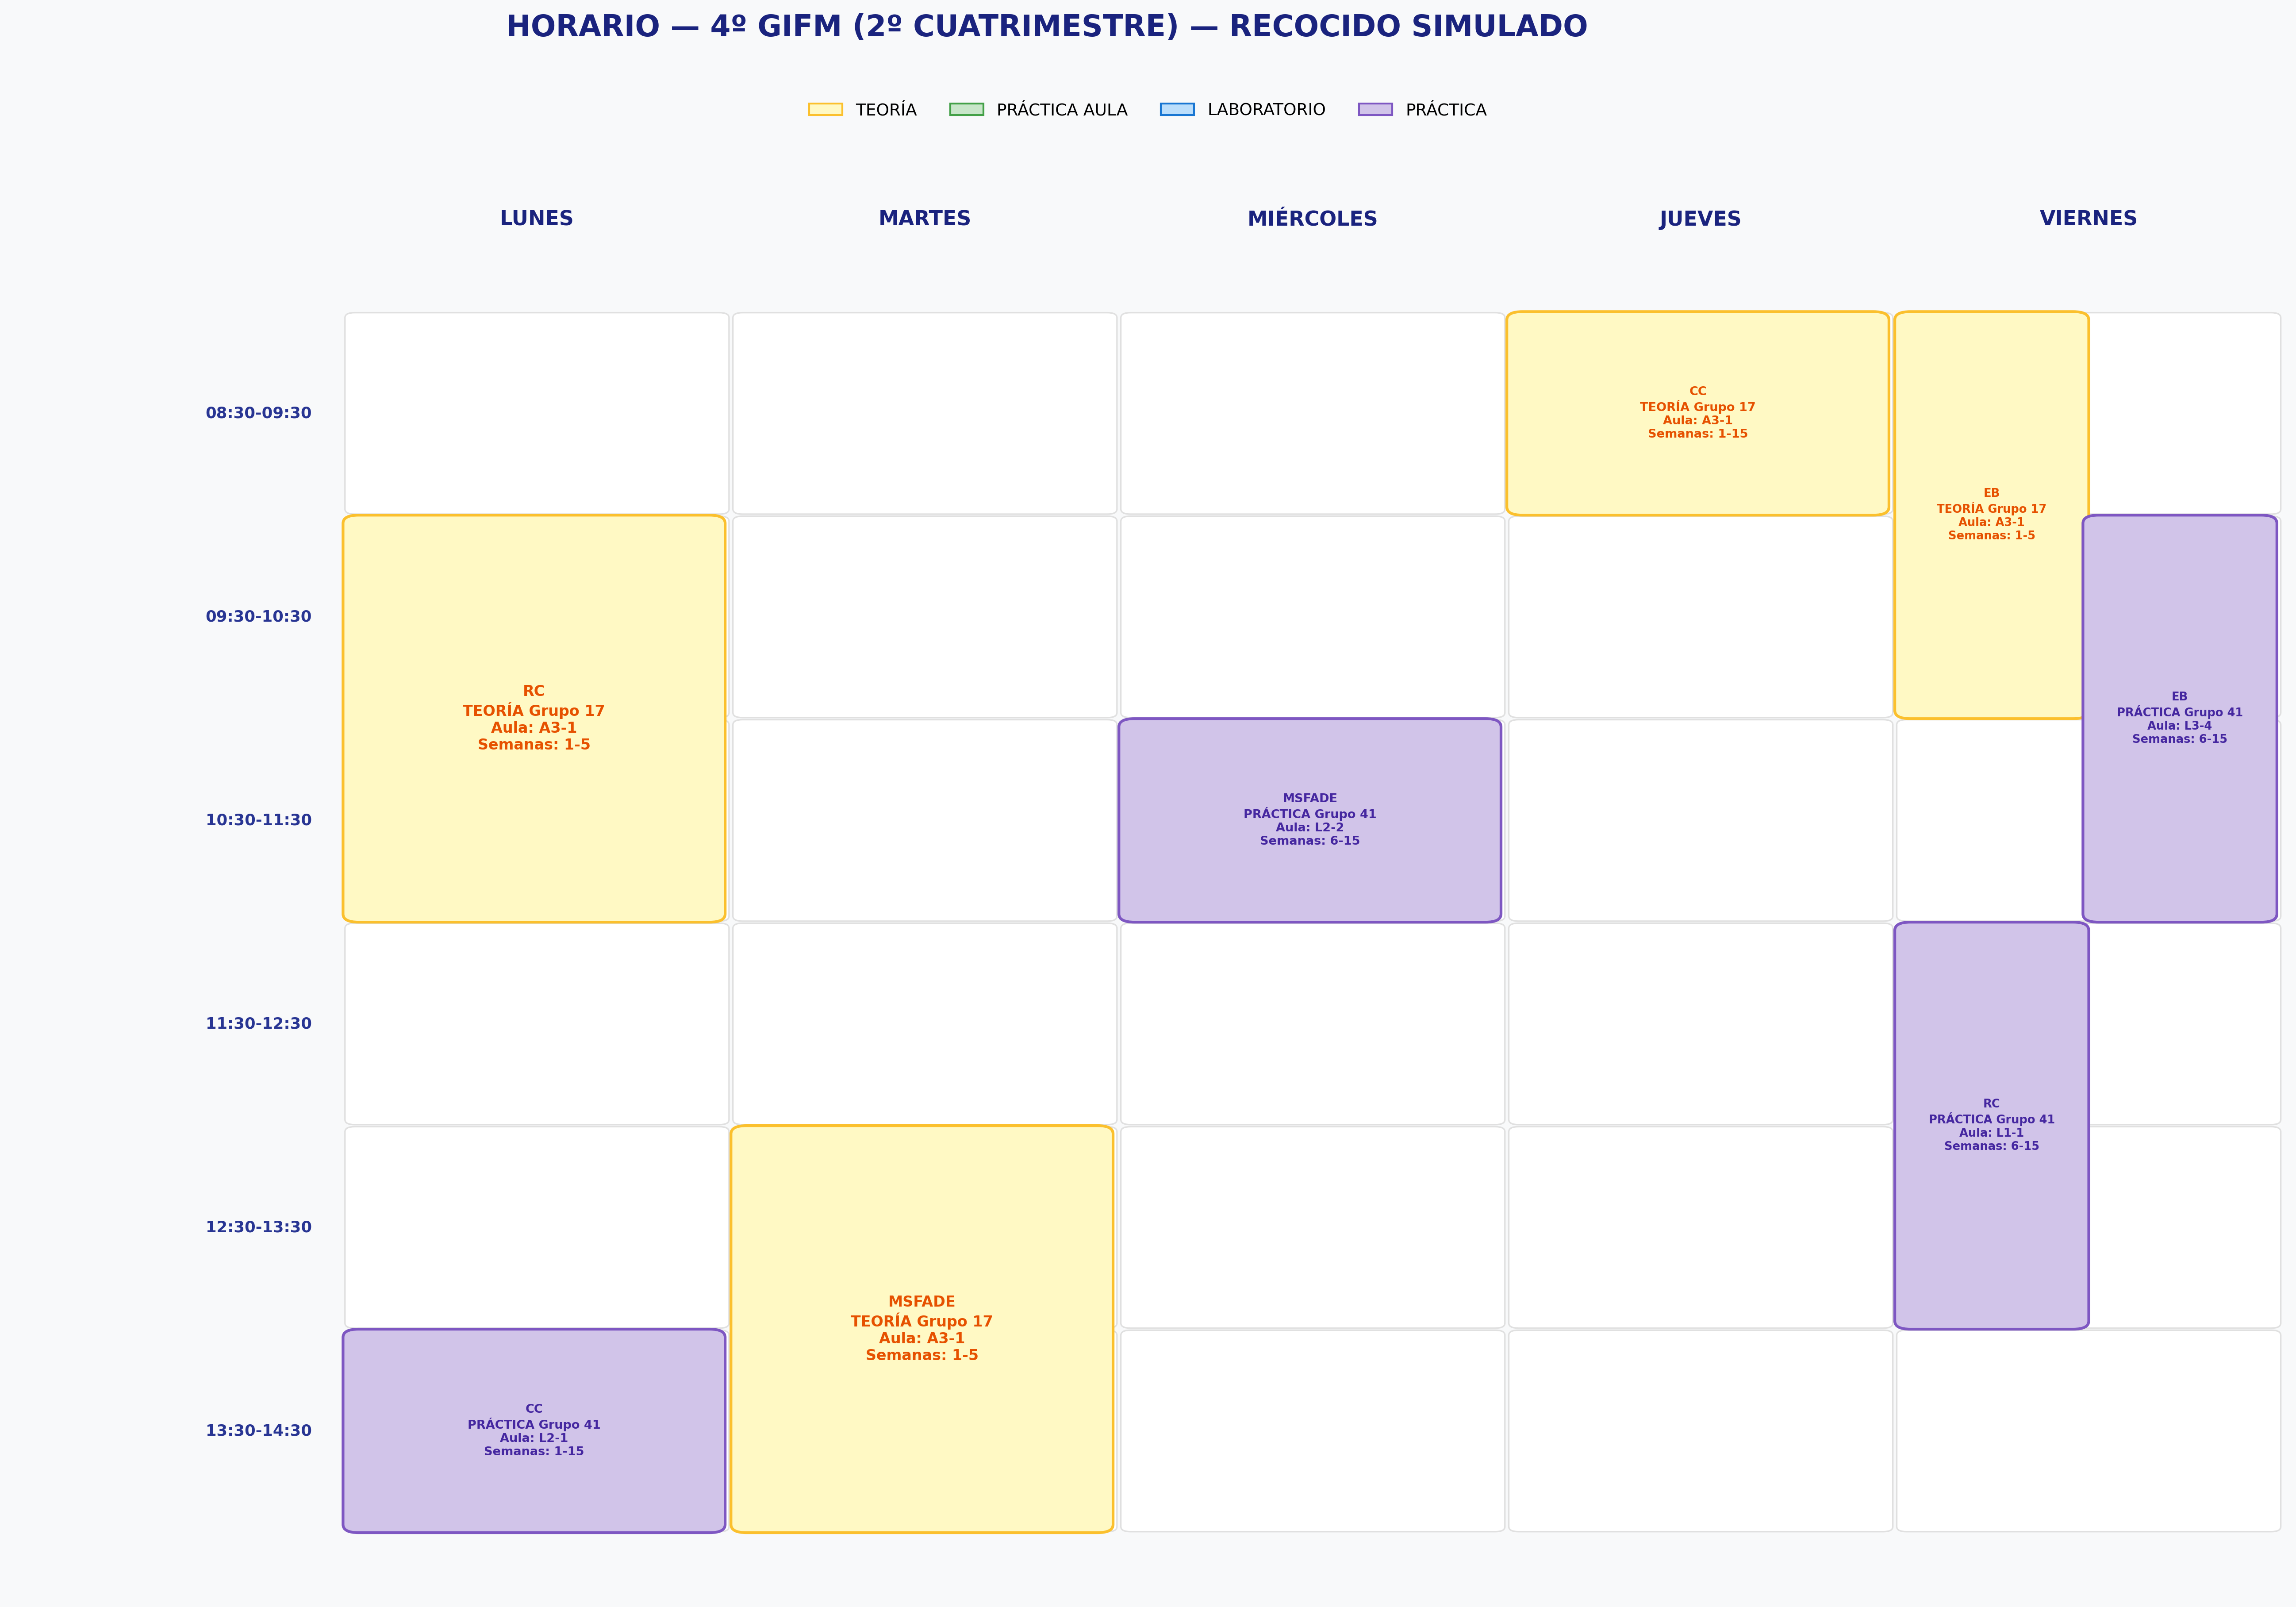 HORARIO — 4º GIFM (2º CUATRIMESTRE) — RECOCIDO SIMULADO
TEORÍA
PRÁCTICA AULA
LABORATORIO
PRÁCTICA
LUNES
MARTES
MIÉRCOLES
JUEVES
VIERNES
08:30-09:30
CC
TEORÍA Grupo 17
Aula: A3-1
Semanas: 1-15
EB
TEORÍA Grupo 17
Aula: A3-1
Semanas: 1-5
09:30-10:30
RC
TEORÍA Grupo 17
Aula: A3-1
Semanas: 1-5
EB
PRÁCTICA Grupo 41
Aula: L3-4
Semanas: 6-15
10:30-11:30
MSFADE
PRÁCTICA Grupo 41
Aula: L2-2
Semanas: 6-15
11:30-12:30
RC
PRÁCTICA Grupo 41
Aula: L1-1
Semanas: 6-15
12:30-13:30
MSFADE
TEORÍA Grupo 17
Aula: A3-1
Semanas: 1-5
13:30-14:30
CC
PRÁCTICA Grupo 41
Aula: L2-1
Semanas: 1-15